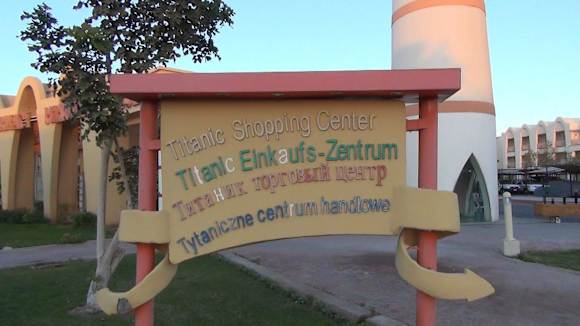 Titanic Shopping Center
Titanic Einkaufs-Zentrum
Титаник торговый центр
Tytaniczne centrum handlowe